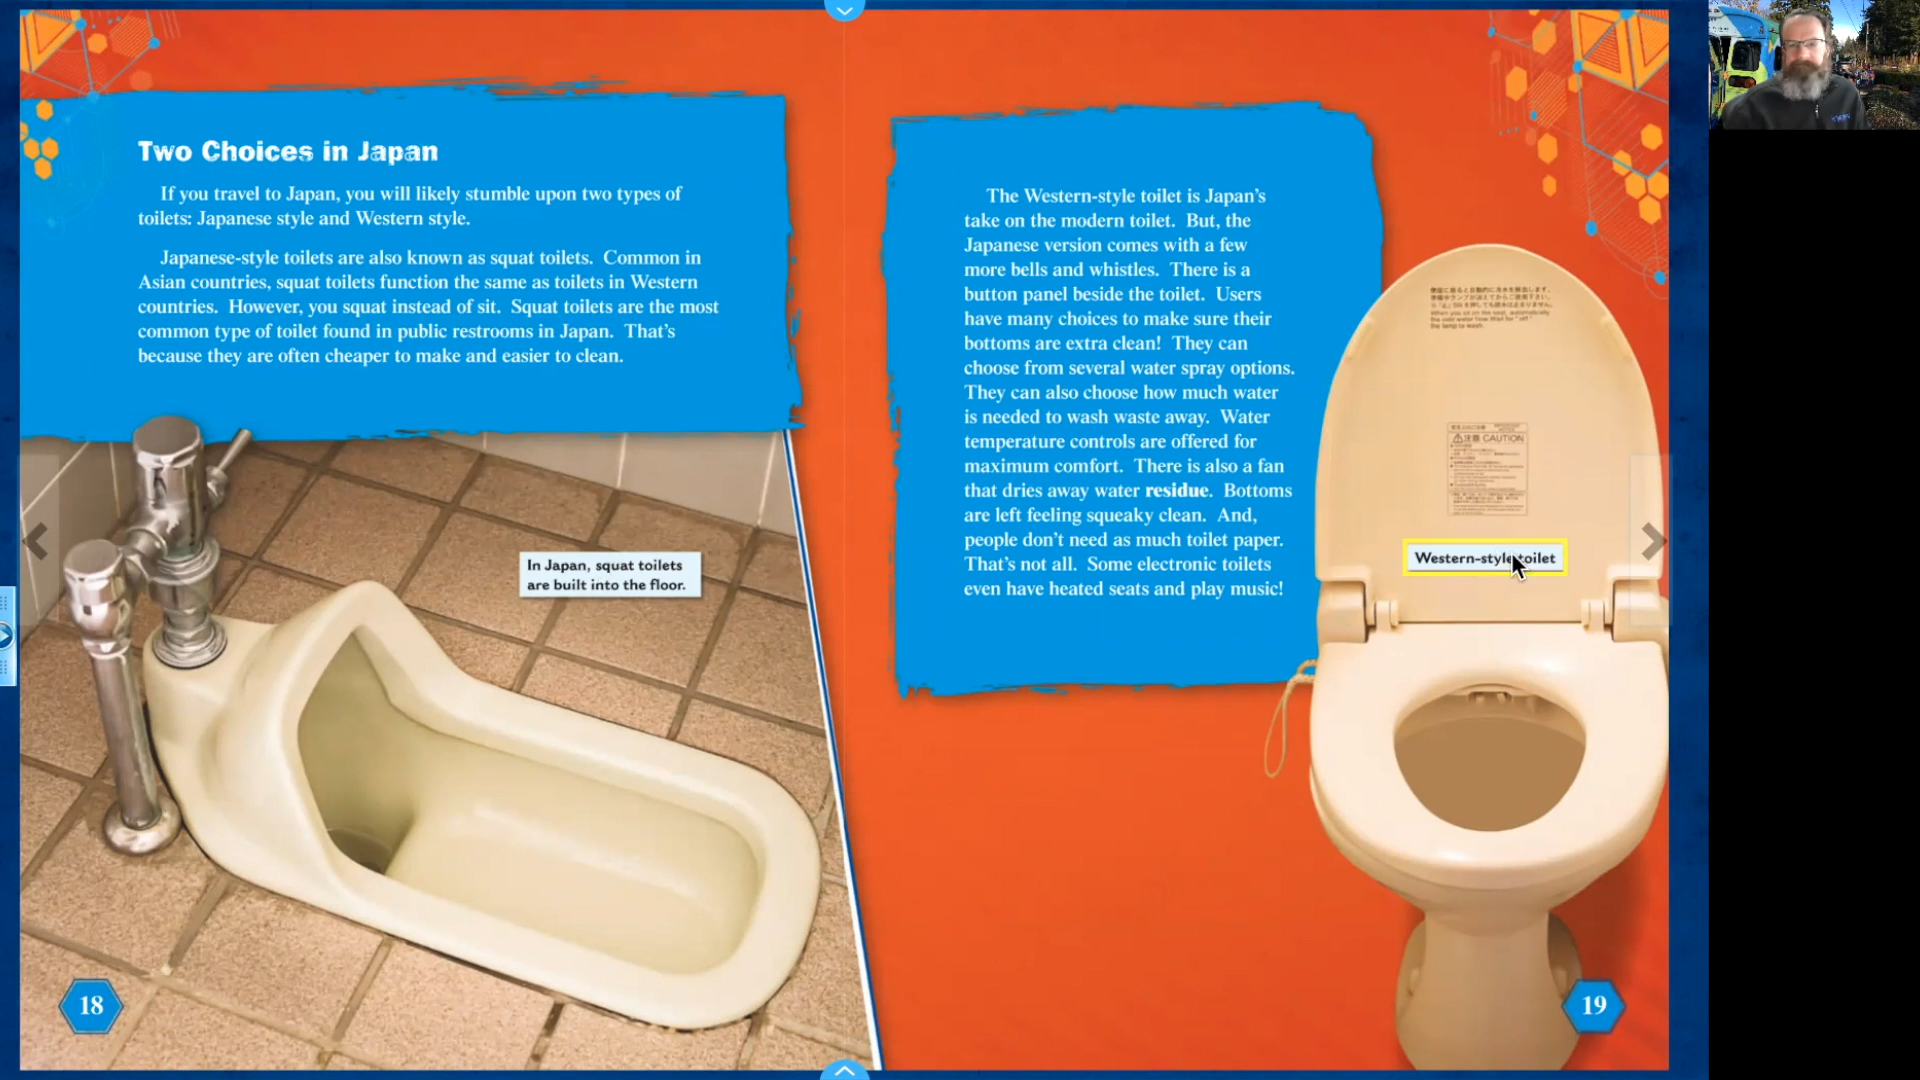 Two Choices in Japan
If you travel to Japan, you will likely stumble upon two types of
toilets: Japanese style and Western style.
Japanese-style toilets are also known as squat toilets. Common in
Asian countries, squat toilets function the same as toilets in Western
countries. However, you squat instead of sit. Squat toilets are the most
common type of toilet found in public restrooms in Japan. That's
because they are often cheaper to make and easier to clean.
In Japan, squat toilets
are built into the floor.
18
The Western-style toilet is Japan's
take on the modern toilet. But, the
Japanese version comes with a few
more bells and whistles. There is a
button panel beside the toilet. Users
have many choices to make sure their
bottoms are extra clean! They can
choose from several water spray options.
They can also choose how much water
is needed to wash waste away. Water
temperature controls are offered for
maximum comfort. There is also a fan
that dries away water residue. Bottoms
are left feeling squeaky clean. And,
people don't need as much toilet paper.
That's not all. Some electronic toilets
even have heated seats and play music!
注意 CAUTION
Western-style toilet
19